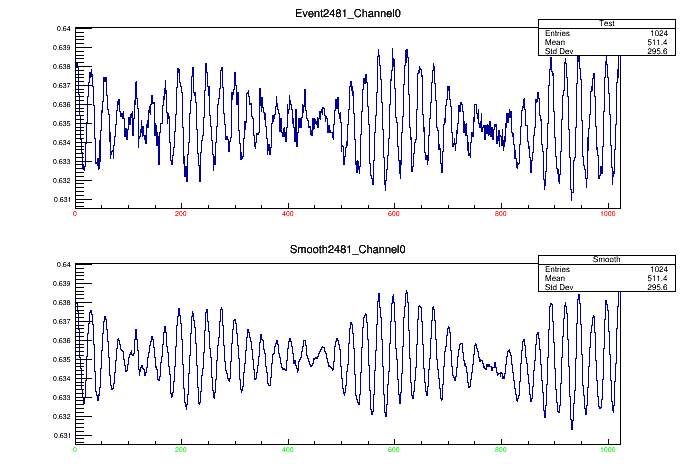 Event2481_Channel0
Test
Entries 1024
Mean 511.4
Std Dev 295.6
0.64
0.639
0.638
0.637
0.636
0.635
0.634
0.633
0.632
0.631
0 200 400 600 800 1000
Smooth2481_Channel0
Smooth
Entries 1024
Mean 511.4
Std Dev 295.6
0.64
0.639
0.638
0.637
0.636
0.635
0.634
0.633
0.632
0.631
0 200 400 600 800 1000